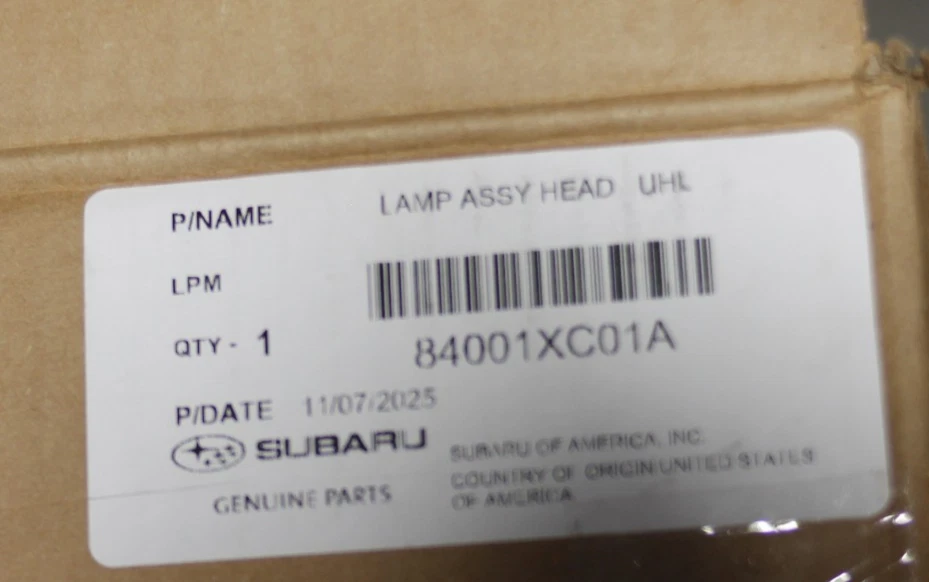 P/NAME LAMP ASSY HEAD UHL
LPM
QTY - 1 84001XC01A
P/DATE 11/07/2025
SUBARU
GENUINE PARTS
SUBARU OF AMERICA, INC.
COUNTRY OF ORIGIN:UNITED STATES
OF AMERICA